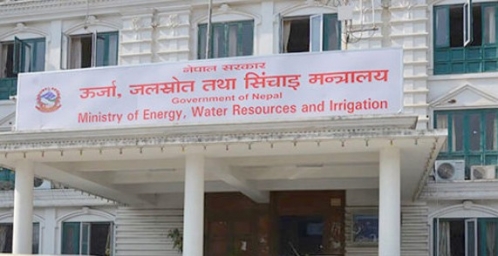 नेपाल सरकार
ऊर्जा, जलस्रोत तथा सिंचाइ मन्त्रालय
Government of Nepal
Ministry of Energy, Water Resources and Irrigation